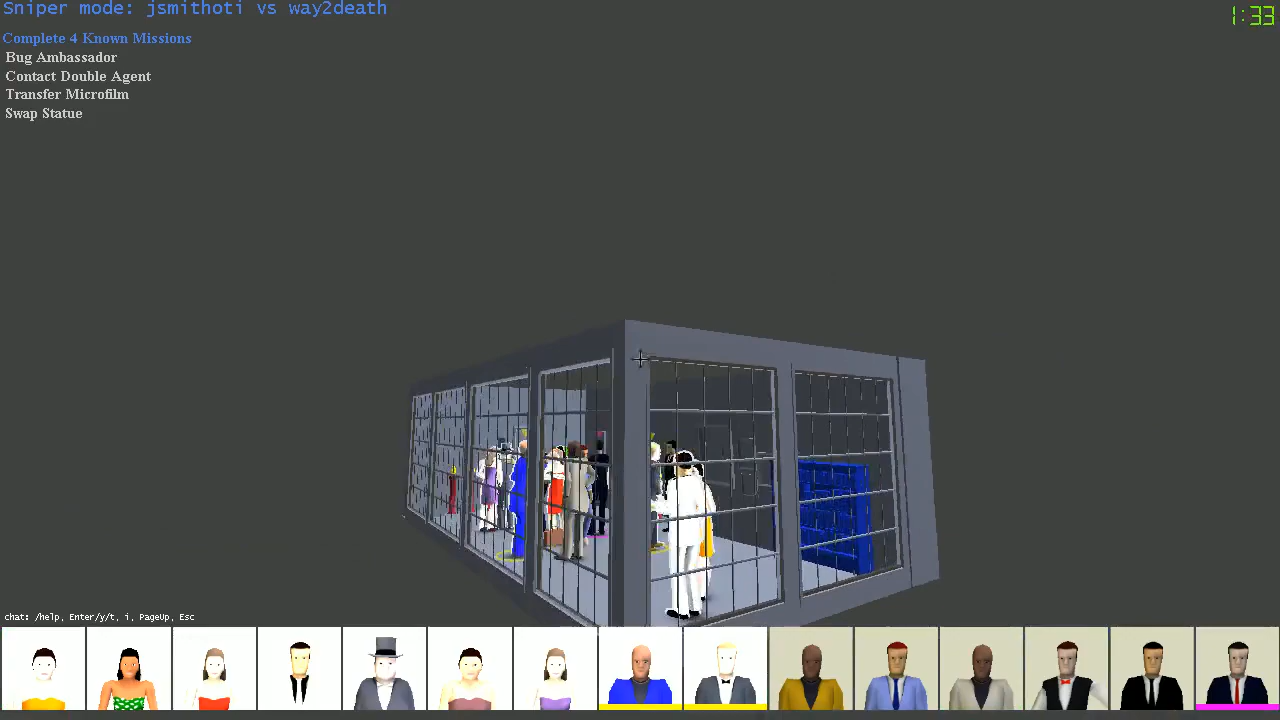 Sniper mode: jsmithoti vs way2death
1:33
Complete 4 Known Missions
Bug Ambassador
Contact Double Agent
Transfer Microfilm
Swap Statue
chat: /help, Enter/y/t, i, PageUp, Esc